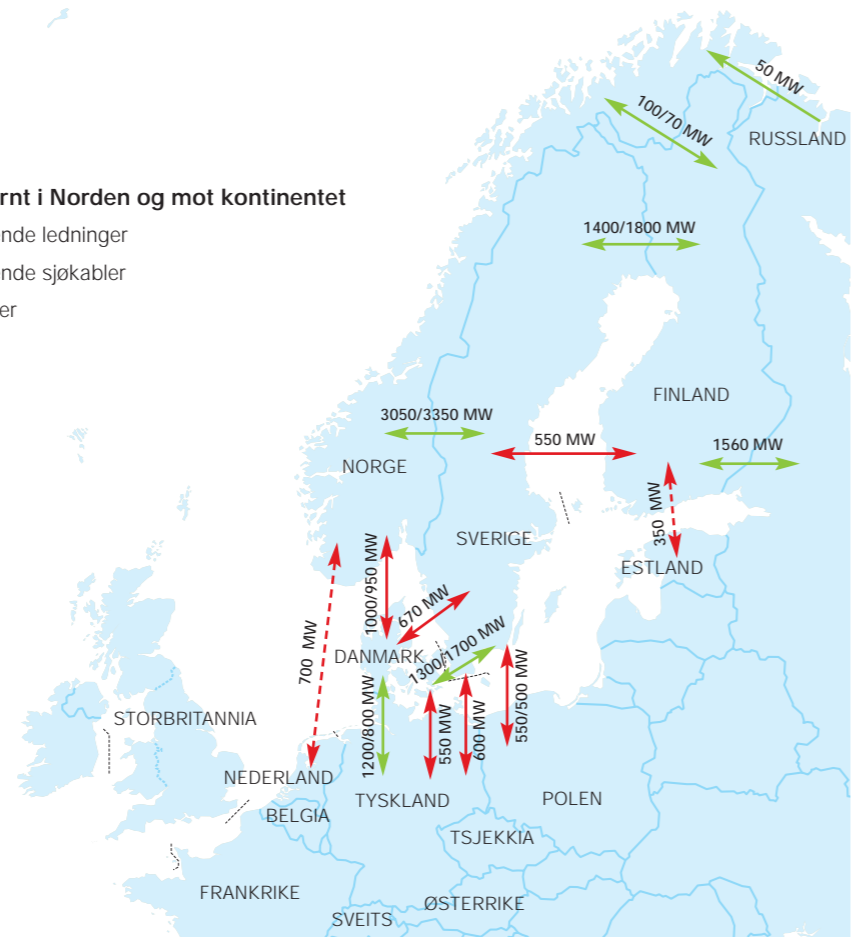 50 MW
100/70 MW
RUSSLAND
rnt i Norden og mot kontinentet
nde ledninger
1400/1800 MW
nde sjøkabler
er
FINLAND
3050/3350 MW
550 MW
1560 MW
NORGE
350 MW
SVERIGE
ESTLAND
1000/950 MW
670 MW
700 MW
DANMARK
1300/1700 MW
STORBRITANNIA
1200/800 MW
550 MW
600 MW
550/500 MW
NEDERLAND
TYSKLAND
POLEN
BELGIA
TSJEKKIA
FRANKRIKE
ØSTERRIKE
SVEITS